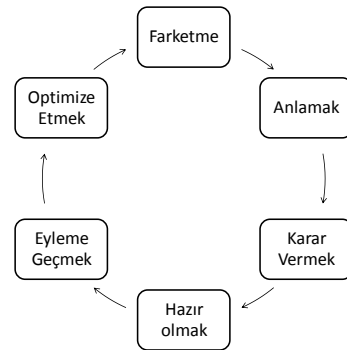 Farketme
Anlamak
Karar
Vermek
Hazır
olmak
Eyleme
Geçmek
Optimize
Etmek